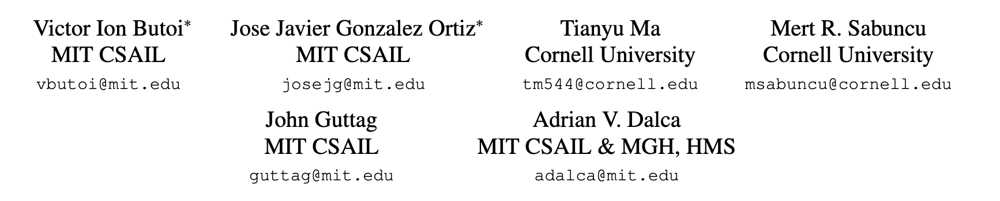 Victor Ion Butoi* Jose Javier Gonzalez Ortiz* Tianyu Ma Mert R. Sabuncu
MIT CSAIL MIT CSAIL Cornell University Cornell University
vbutoi@mit.edu josejg@mit.edu tm544@cornell.edu msabuncu@cornell.edu
John Guttag Adrian V. Dalca
MIT CSAIL MIT CSAIL & MGH, HMS
guttag@mit.edu adalca@mit.edu